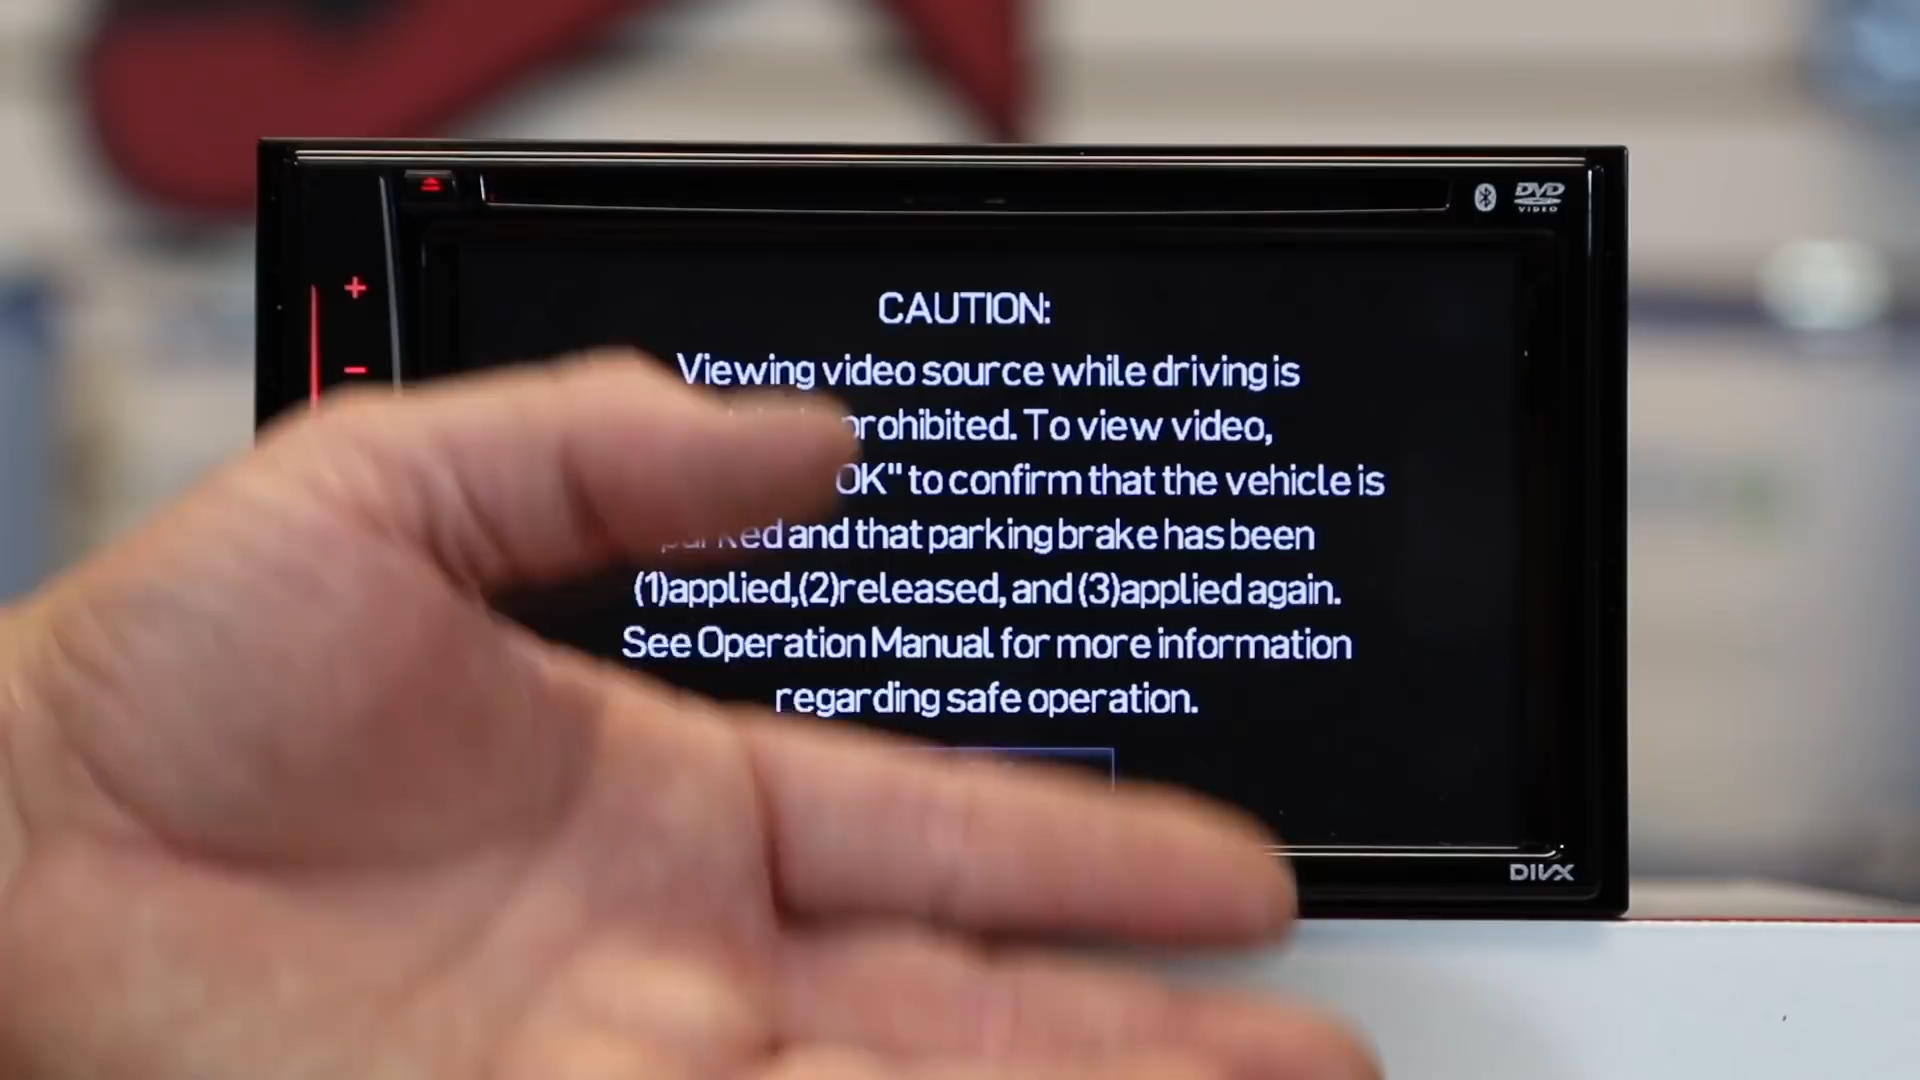 DVD
VIDEO
+
-
CAUTION:
Viewing video source while driving is
prohibited. To view video,
OK" to confirm that the vehicle is
parked and that parking brake has been
(1)applied,(2)released, and (3)applied again.
See Operation Manual for more information
regarding safe operation.
DIVX